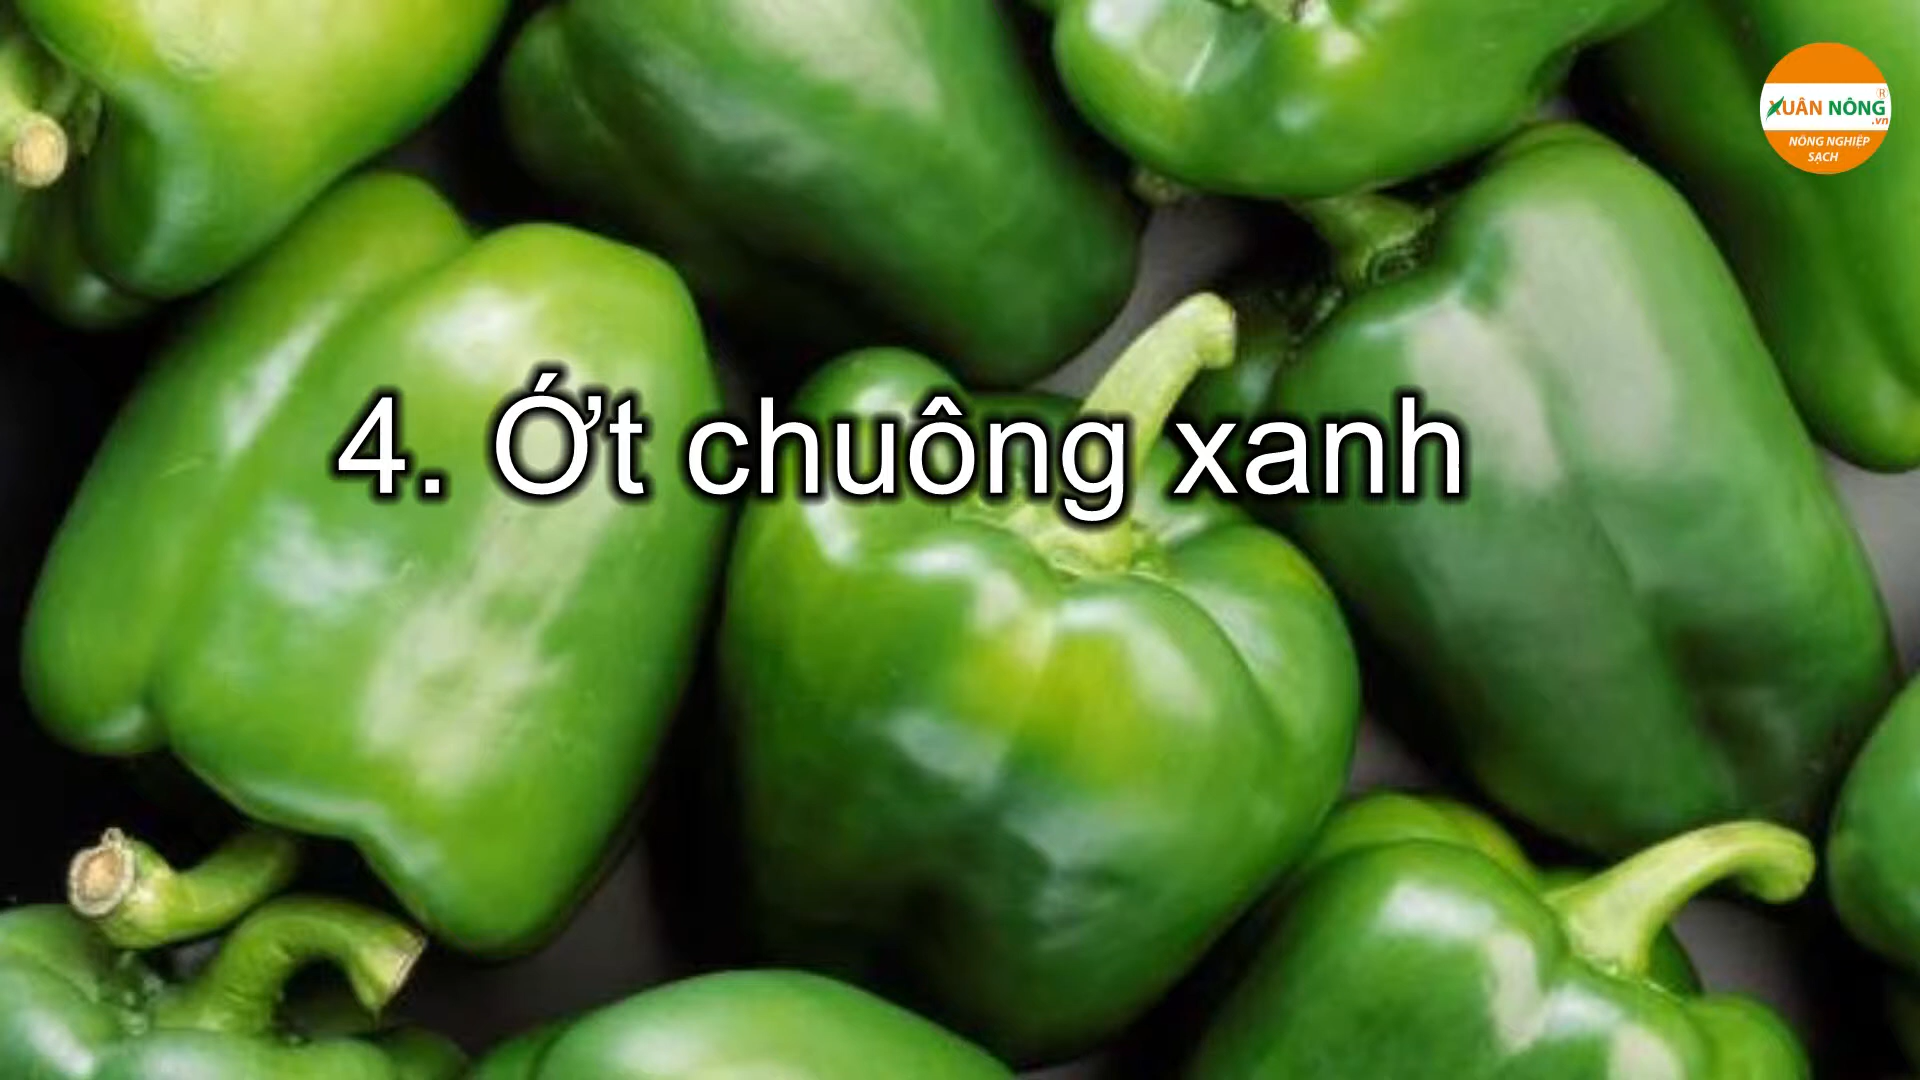 XUÂN NÔNG®
.vn
NÔNG NGHIỆP
SẠCH
4. Ớt chuông xanh